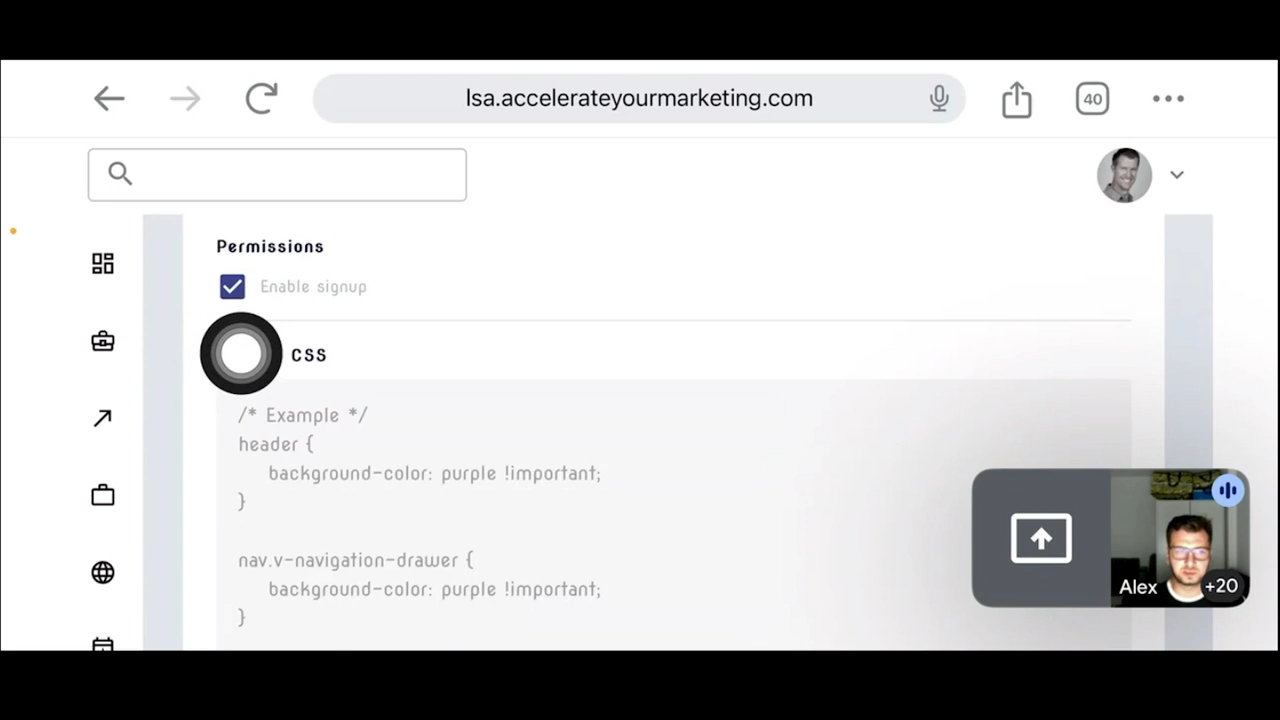 lsa.accelerateyourmarketing.com
40
Permissions
Enable signup
CSS
/* Example */
header {
background-color: purple !important;
}
nav.v-navigation-drawer {
background-color: purple !important;
}
Alex
+20